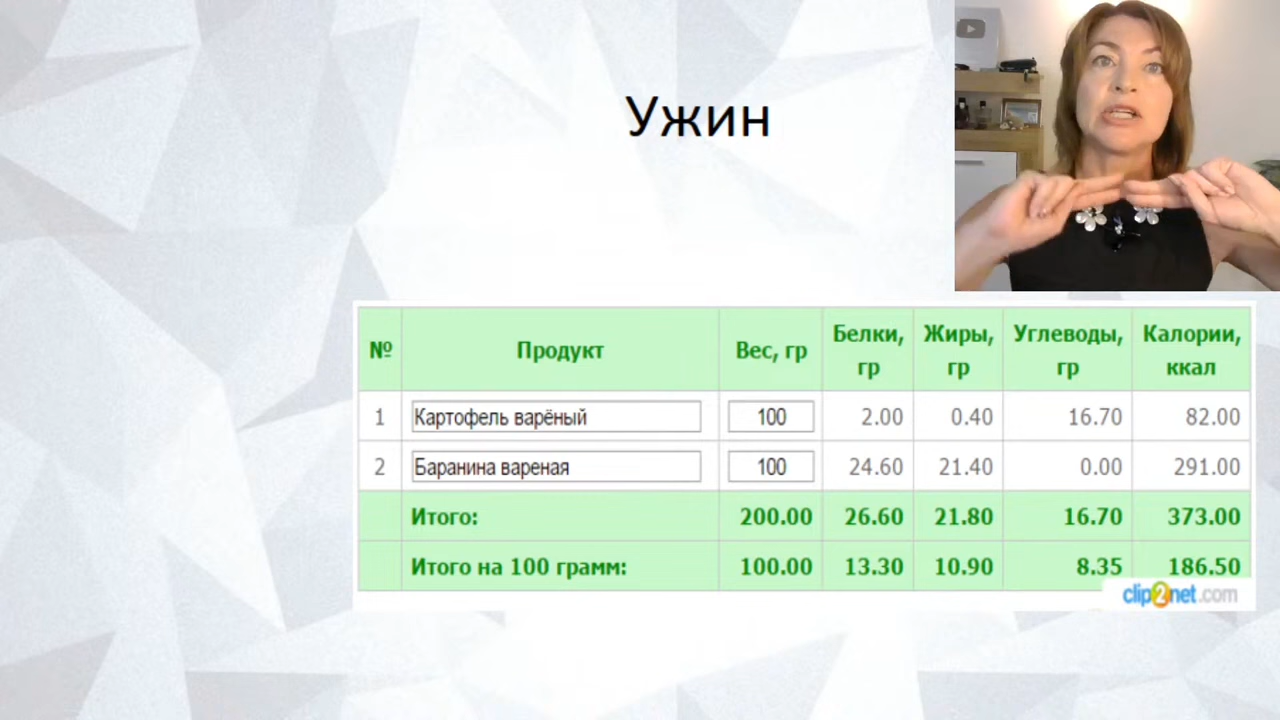 Ужин
№ Продукт Вес, гр Белки, гр Жиры, гр Углеводы, гр Калории, ккал
1 Картофель варёный 100 2.00 0.40 16.70 82.00
2 Баранина вареная 100 24.60 21.40 0.00 291.00
Итого: 200.00 26.60 21.80 16.70 373.00
Итого на 100 грамм: 100.00 13.30 10.90 8.35 186.50
clip2net.com